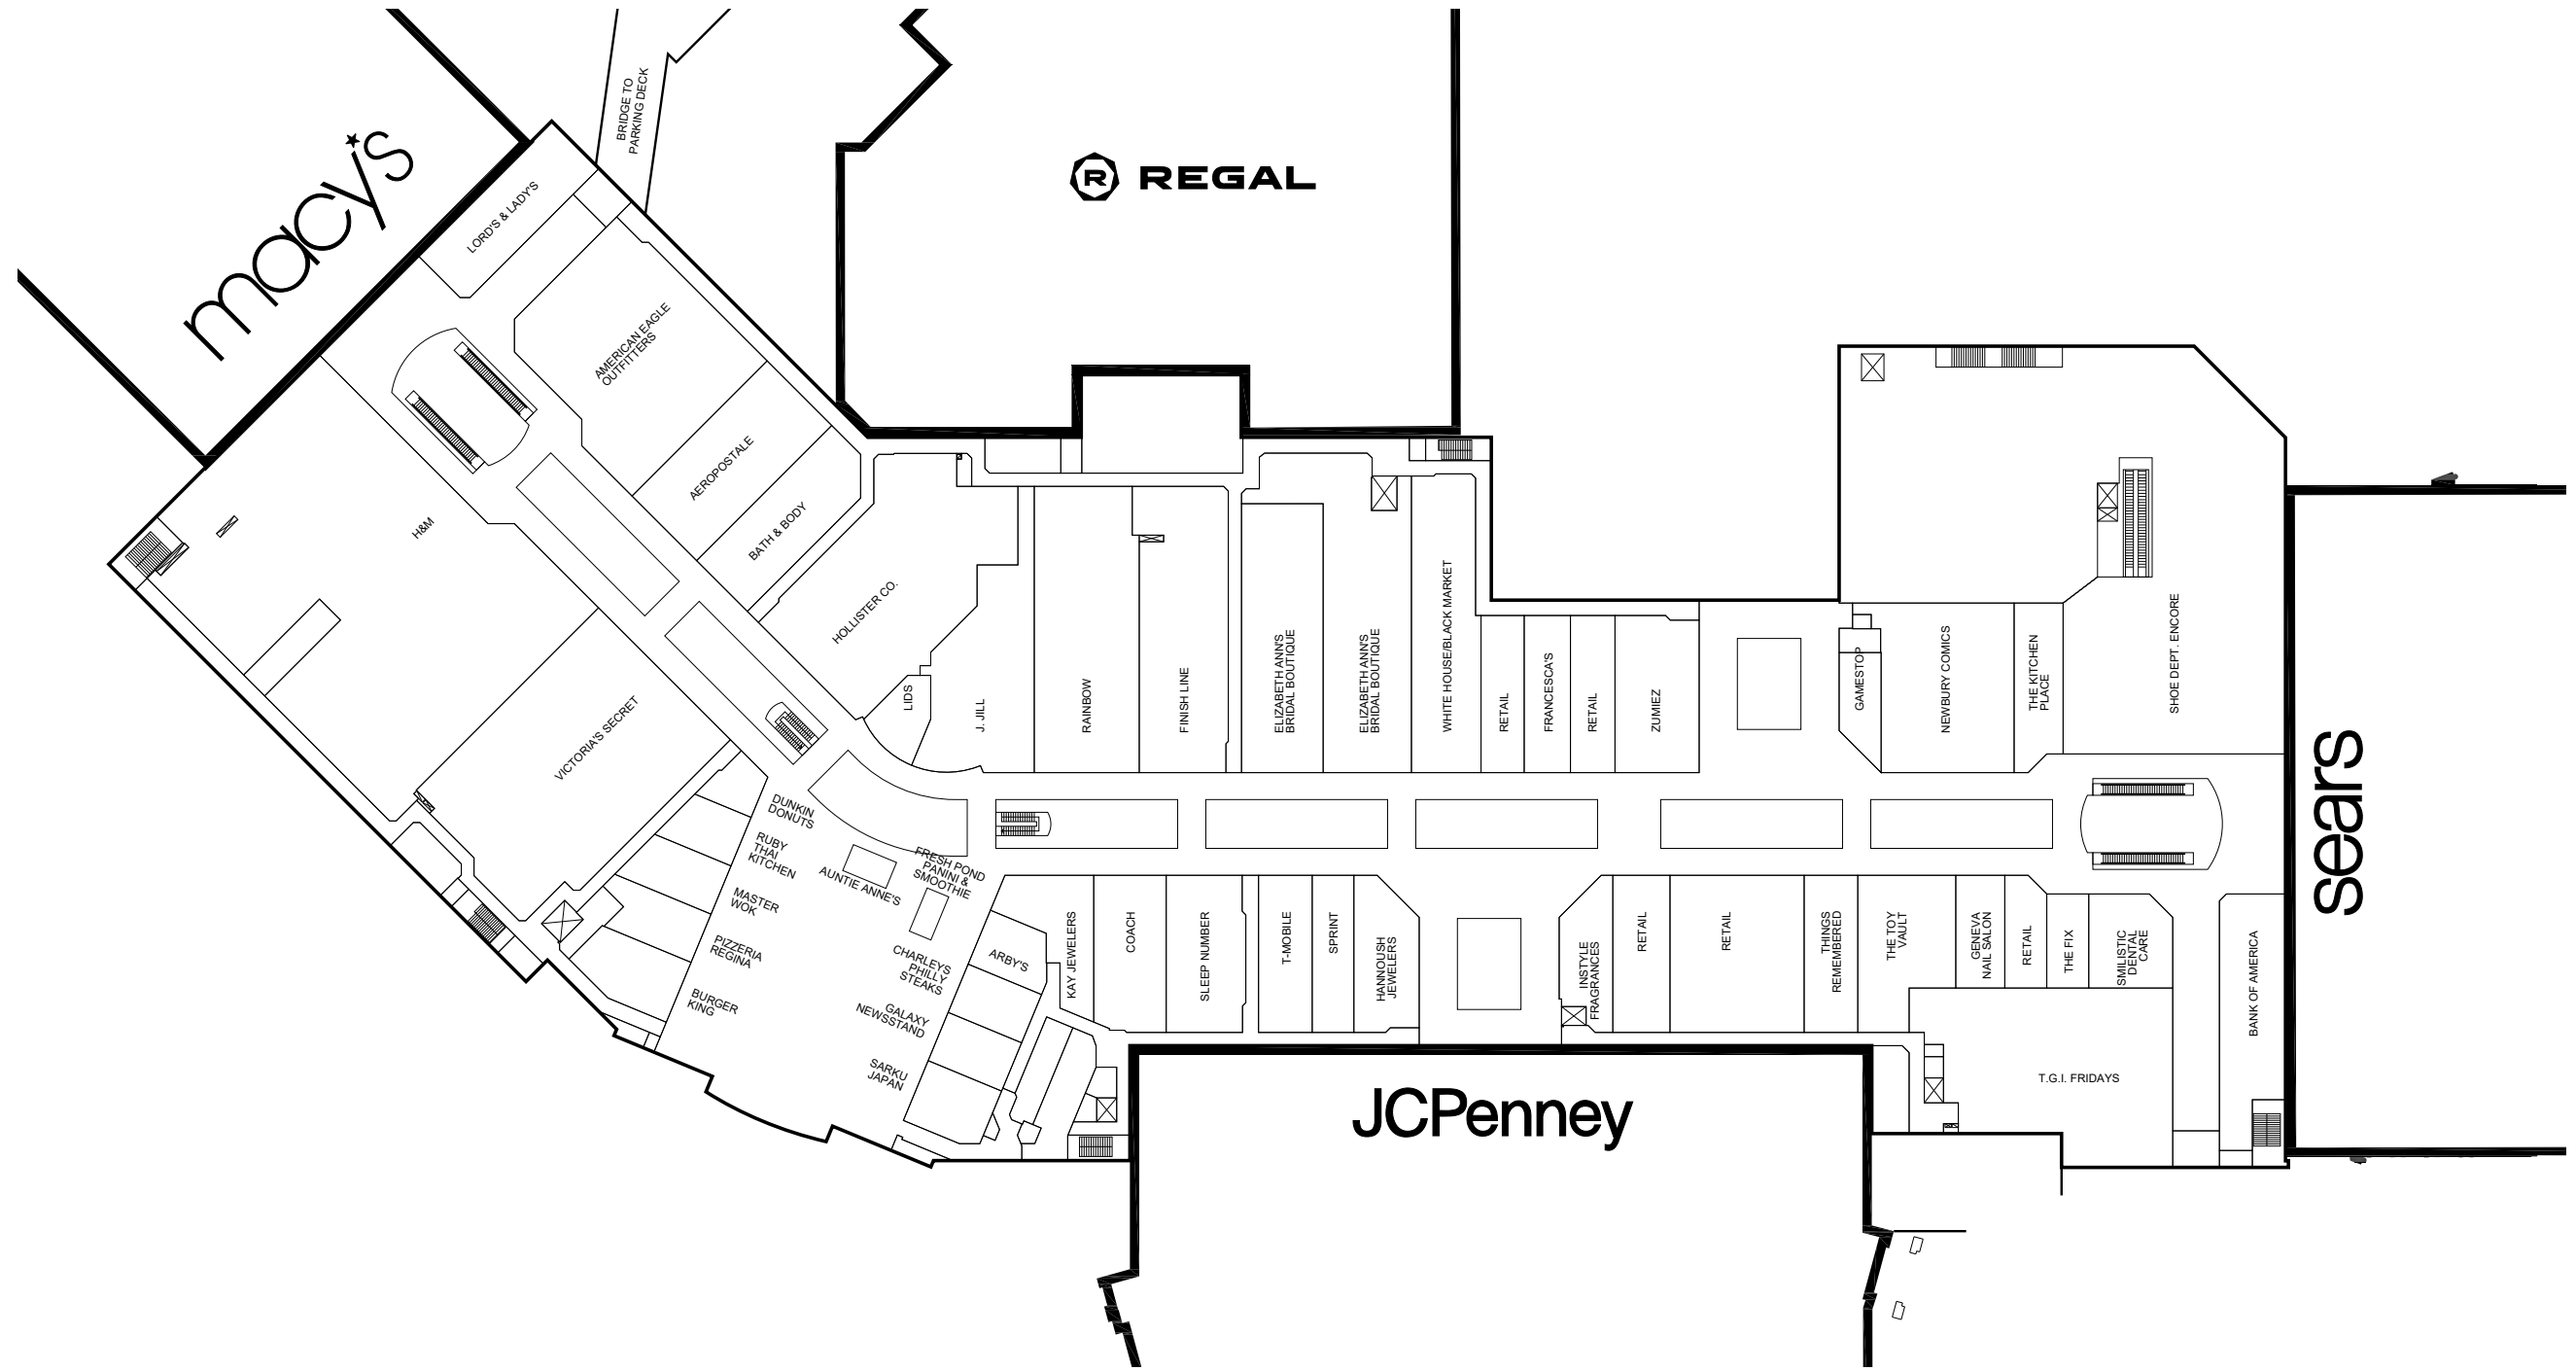 BRIDGE TO
PARKING DECK
macy's
R REGAL
LORD'S & LADY'S
AMERICAN EAGLE
OUTFITTERS
AEROPOSTALE
BATH & BODY
H&M
HOLLISTER CO.
VICTORIA'S SECRET
LIDS
J. JILL
RAINBOW
FINISH LINE
ELIZABETH ANN'S
BRIDAL BOUTIQUE
ELIZABETH ANN'S
BRIDAL BOUTIQUE
WHITE HOUSE/BLACK MARKET
RETAIL
FRANCESCA'S
RETAIL
ZUMIEZ
GAMESTOP
NEWBURY COMICS
THE KITCHEN
PLACE
SHOE DEPT. ENCORE
sears
DUNKIN
DONUTS
RUBY
THAI
KITCHEN
MASTER
WOK
PIZZERIA
REGINA
BURGER
KING
AUNTIE ANNE'S
FRESH POND
PANINI &
SMOOTHIE
CHARLEYS
PHILLY
STEAKS
GALAXY
NEWSSTAND
SARKU
JAPAN
ARBY'S
KAY JEWELERS
COACH
SLEEP NUMBER
T-MOBILE
SPRINT
HANNOUSH
JEWELERS
INSTYLE
FRAGRANCES
RETAIL
RETAIL
THINGS
REMEMBERED
THE TOY
VAULT
GENEVA
NAIL SALON
RETAIL
THE FIX
SMILISTIC
DENTAL
CARE
BANK OF AMERICA
T.G.I. FRIDAYS
JCPenney